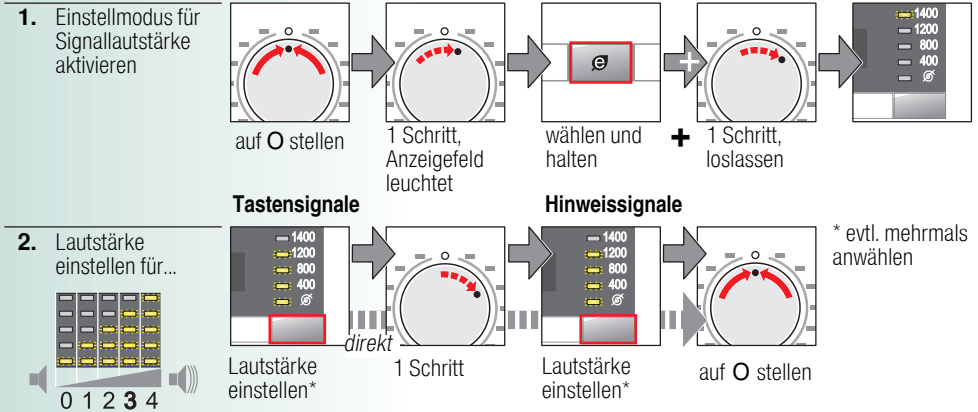 1. Einstellmodus für
Signallautstärke
aktivieren
O
auf O stellen
O
1 Schritt,
Anzeigefeld
leuchtet
e
wählen und
halten
+
+
O
1 Schritt,
loslassen
1400
1200
800
400
Tastensignale
Hinweissignale
2. Lautstärke
einstellen für...
0 1 2 3 4
1400
1200
800
400
Lautstärke
einstellen*
direkt
O
1 Schritt
1400
1200
800
400
Lautstärke
einstellen*
O
auf O stellen
* evtl. mehrmals
anwählen